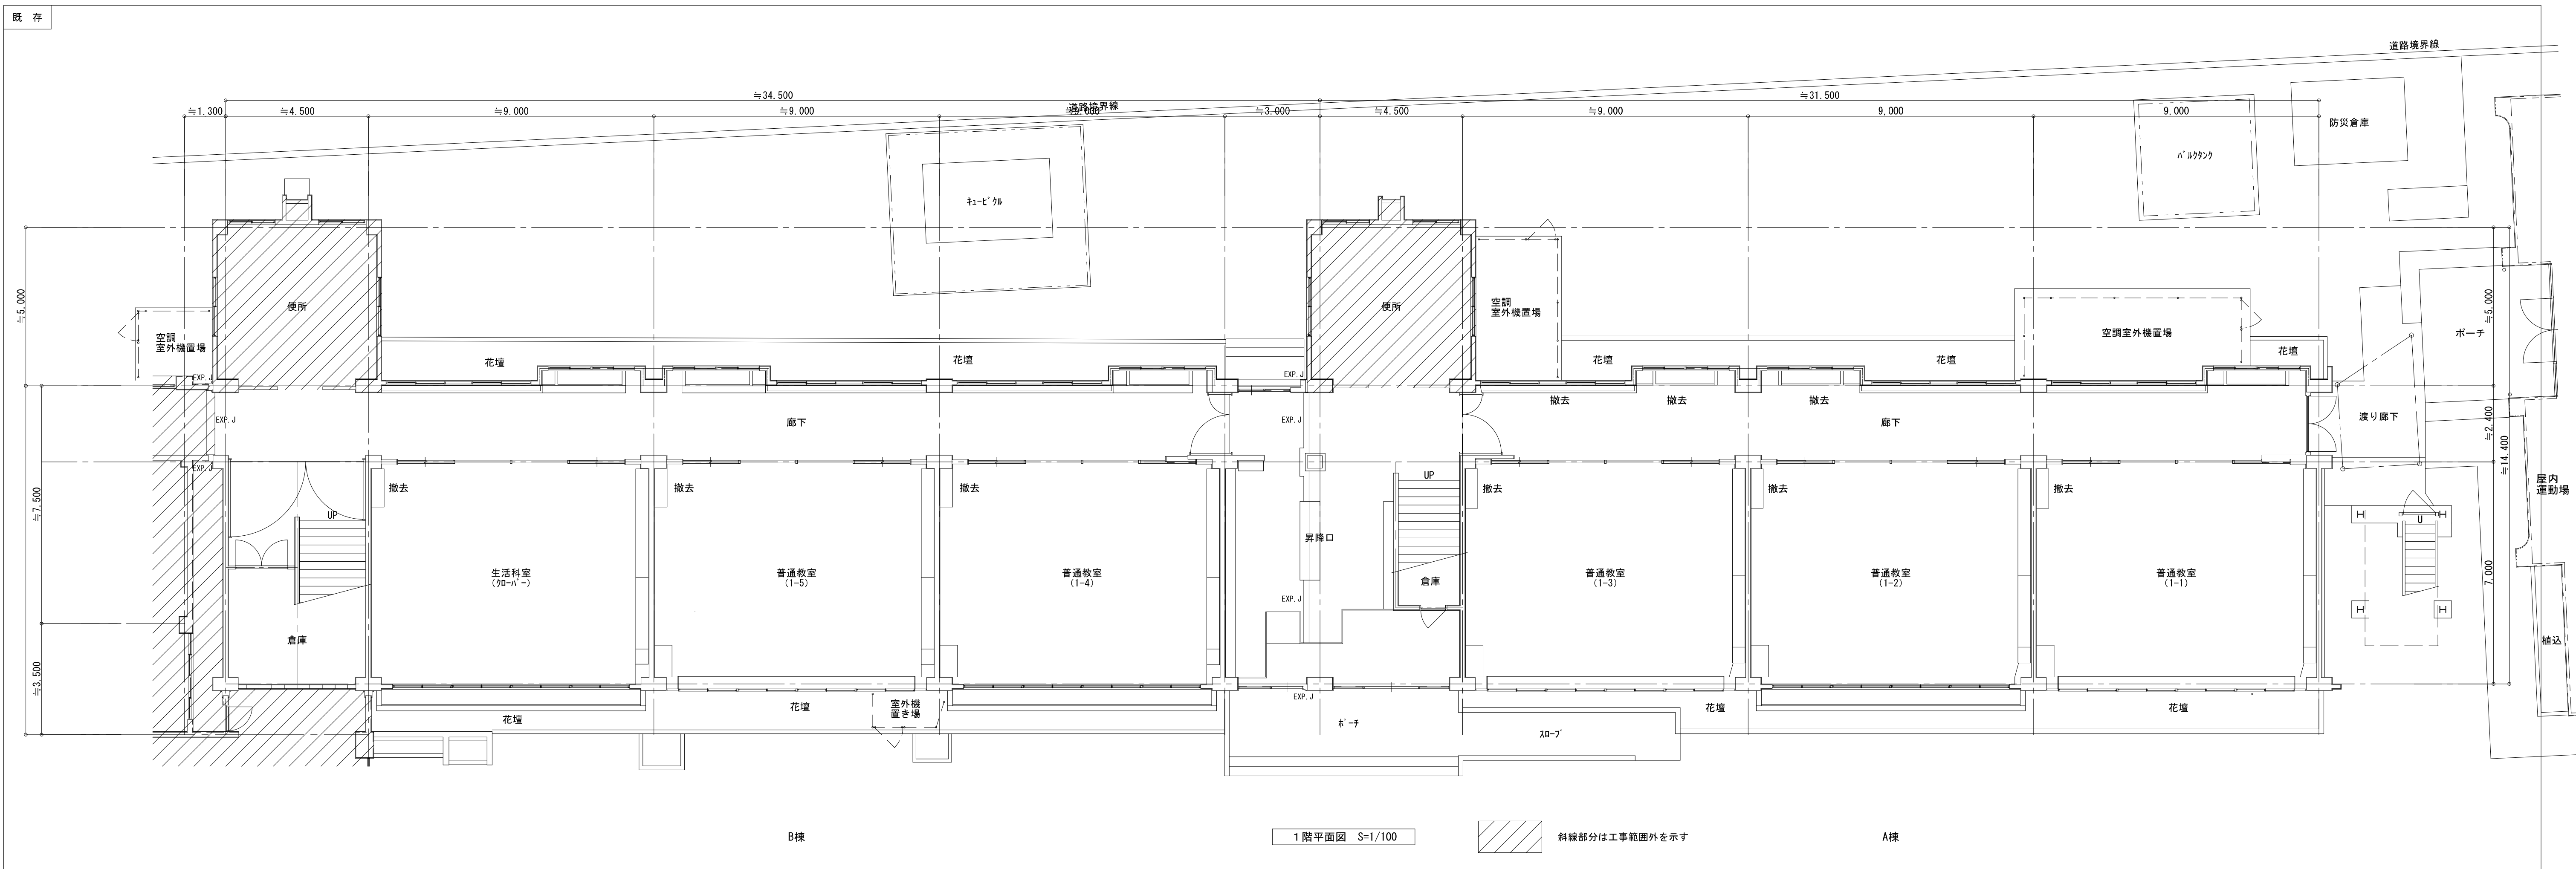 既 存
道路境界線
≒34.500
道路境界線
≒31.500
≒1.300
≒4.500
≒9.000
≒9.000
≒9.000
≒3.000
≒4.500
≒9.000
9,000
9,000
防災倉庫
バルクタンク
キュービクル
≒5.000
便所
便所
空調
室外機置場
空調
室外機置場
空調室外機置場
≒5.000
ポーチ
花壇
花壇
花壇
花壇
花壇
EXP.J
EXP.J
撤去
撤去
撤去
EXP.J
廊下
EXP.J
廊下
渡り廊下
≒2.400
≒14.400
EXP.J
UP
撤去
撤去
撤去
撤去
撤去
撤去
屋内
運動場
≒7.500
UP
U
昇降口
生活科室
(クローバー)
普通教室
(1-5)
普通教室
(1-4)
倉庫
普通教室
(1-3)
普通教室
(1-2)
普通教室
(1-1)
7,000
EXP.J
倉庫
植込
≒3.500
EXP.J
花壇
花壇
室外機
置き場
ポーチ
スロープ
花壇
花壇
B棟
1階平面図 S=1/100
斜線部分は工事範囲外を示す
A棟